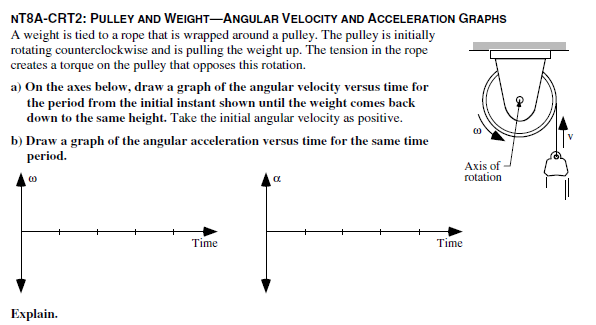 NT8A-CRT2: PULLEY AND WEIGHT—ANGULAR VELOCITY AND ACCELERATION GRAPHS
A weight is tied to a rope that is wrapped around a pulley. The pulley is initially
rotating counterclockwise and is pulling the weight up. The tension in the rope
creates a torque on the pulley that opposes this rotation.
a) On the axes below, draw a graph of the angular velocity versus time for
the period from the initial instant shown until the weight comes back
down to the same height. Take the initial angular velocity as positive.
b) Draw a graph of the angular acceleration versus time for the same time
period.
ω
v
Axis of
rotation
ω
Time
α
Time
Explain.